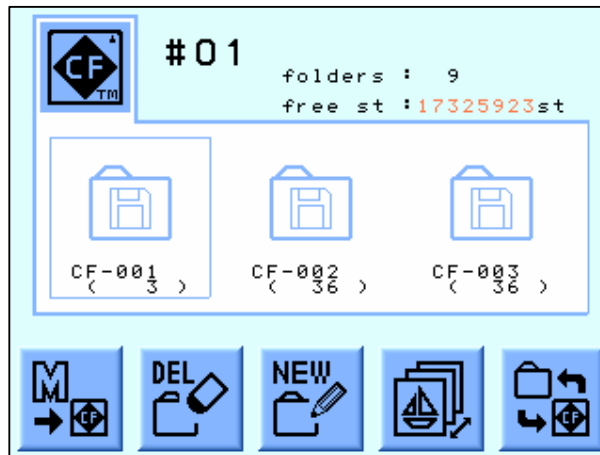 CF
TM
#01
folders : 9
free st :17325923st
CF-001
( 3 )
CF-002
( 36 )
CF-003
( 36 )
M
CF
DEL
NEW
CF